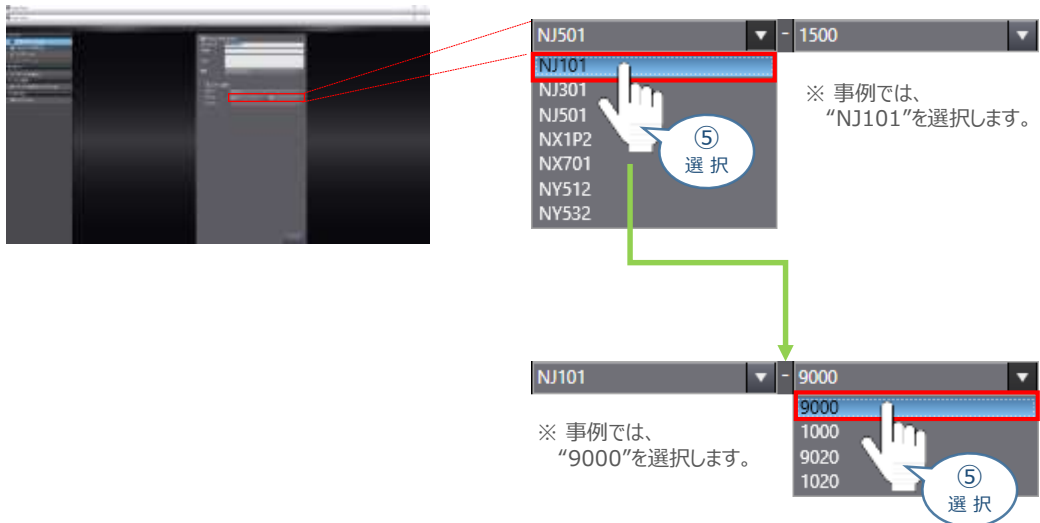 NJ501 - 1500
NJ101
NJ301
NJ501
NX1P2
NX701
NY512
NY532
⑤
選 択
※ 事例では、
“NJ101”を選択します。
NJ101 - 9000
9000
1000
9020
1020
⑤
選 択
※ 事例では、
“9000”を選択します。